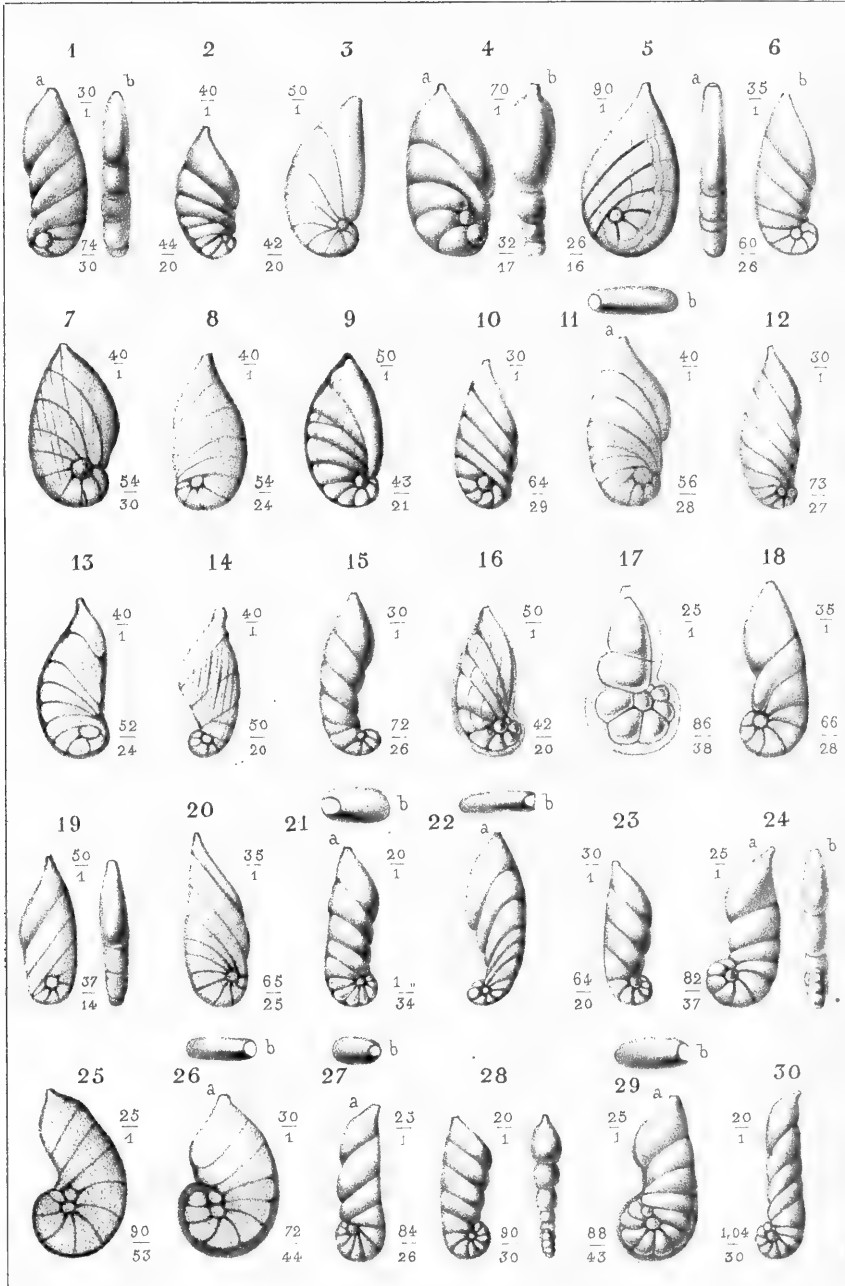 1 2 3 4 5 6
a 30/1 b 40/1 50/1 a 70/1 b 90/1 a 35/1 b
74/30 44/20 42/20 32/17 26/16 60/26
7 8 9 10 11 b 12
40/1 40/1 50/1 30/1 a 40/1 30/1
54/30 54/24 43/21 64/29 56/28 73/27
13 14 15 16 17 18
40/1 40/1 30/1 50/1 25/1 35/1
52/24 50/20 72/26 42/20 86/38 66/28
19 20 21 b 22 b 23 24
50/1 35/1 a 20/1 a 30/1 a 25/1 b
37/14 65/25 1"/34 64/20 82/37
25 26 b 27 b 28 29 b 30
25/1 a 30/1 a 23/1 20/1 25/1 a 20/1
90/53 72/44 84/26 90/30 88/43 1,04/30